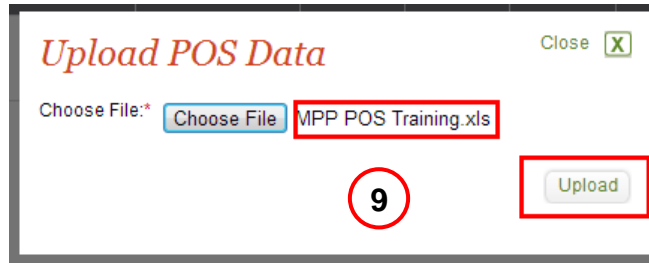 Upload POS Data
Close X
Choose File:* Choose File MPP POS Training.xls
Upload
9